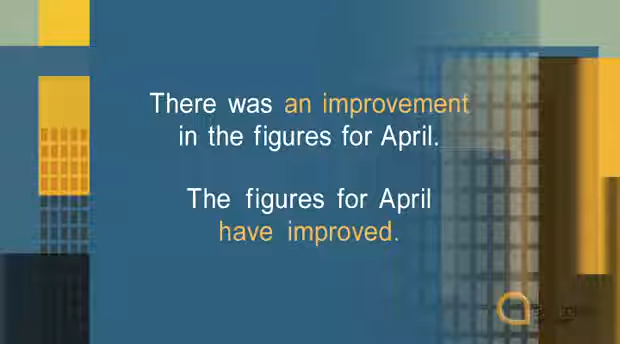 There was an improvement
in the figures for April.
The figures for April
have improved.